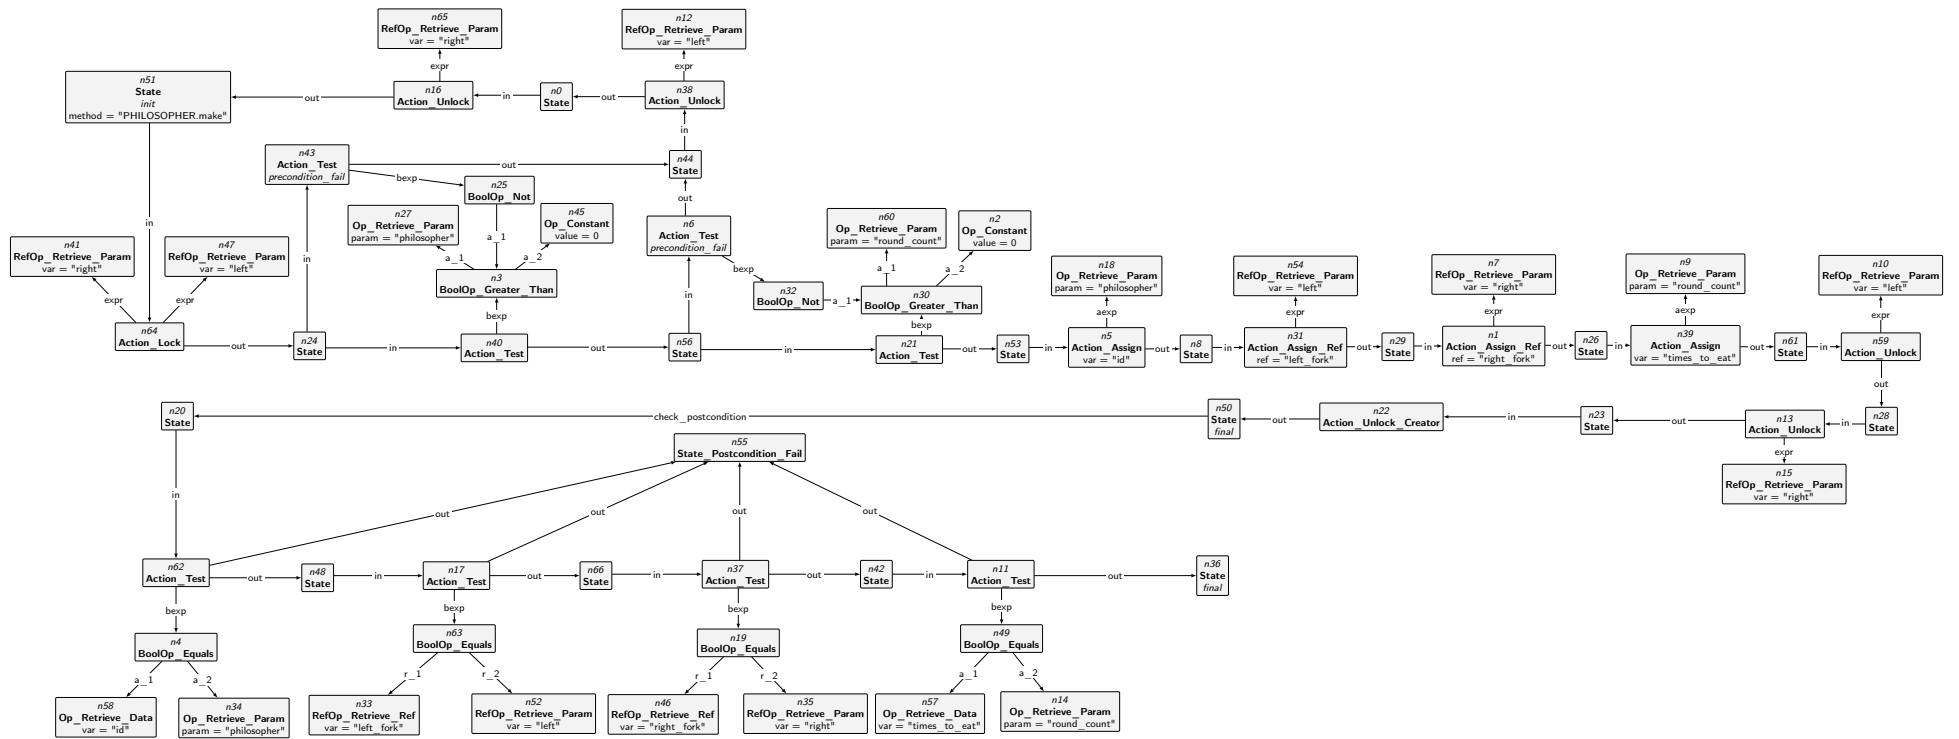 n65
RefOp_Retrieve_Param
var = "right"
n12
RefOp_Retrieve_Param
var = "left"
expr
expr
n51
State
init
method = "PHILOSOPHER.make"
out
n16
Action_Unlock
in
n0
State
out
n38
Action_Unlock
in
n43
Action_Test
precondition_fail
out
n44
State
bexp
n25
BoolOp_Not
out
in
n27
Op_Retrieve_Param
param = "philosopher"
n45
Op_Constant
value = 0
a_1
n6
Action_Test
precondition_fail
n60
Op_Retrieve_Param
param = "round_count"
n2
Op_Constant
value = 0
n41
RefOp_Retrieve_Param
var = "right"
n47
RefOp_Retrieve_Param
var = "left"
in
a_1
a_2
bexp
a_1
a_2
n18
Op_Retrieve_Param
param = "philosopher"
n54
RefOp_Retrieve_Param
var = "left"
n7
RefOp_Retrieve_Param
var = "right"
n9
Op_Retrieve_Param
param = "round_count"
n10
RefOp_Retrieve_Param
var = "left"
n3
BoolOp_Greater_Than
n32
BoolOp_Not
a_1
n30
BoolOp_Greater_Than
expr
expr
bexp
in
bexp
aexp
expr
expr
aexp
expr
n64
Action_Lock
out
n24
State
in
n40
Action_Test
out
n56
State
in
n21
Action_Test
out
n53
State
in
n5
Action_Assign
var = "id"
out
n8
State
in
n31
Action_Assign_Ref
ref = "left_fork"
out
n29
State
in
n1
Action_Assign_Ref
ref = "right_fork"
out
n26
State
in
n39
Action_Assign
var = "times_to_eat"
out
n61
State
in
n59
Action_Unlock
out
n20
State
check_postcondition
n50
State
final
out
n22
Action_Unlock_Creator
in
n23
State
out
n13
Action_Unlock
in
n28
State
expr
n15
RefOp_Retrieve_Param
var = "right"
n55
State_Postcondition_Fail
in
out
out
out
out
n62
Action_Test
out
n48
State
in
n17
Action_Test
out
n66
State
in
n37
Action_Test
out
n42
State
in
n11
Action_Test
out
n36
State
final
bexp
bexp
bexp
bexp
n4
BoolOp_Equals
n63
BoolOp_Equals
n19
BoolOp_Equals
n49
BoolOp_Equals
a_1
a_2
r_1
r_2
r_1
r_2
a_1
a_2
n58
Op_Retrieve_Data
var = "id"
n34
Op_Retrieve_Param
param = "philosopher"
n33
RefOp_Retrieve_Ref
var = "left_fork"
n52
RefOp_Retrieve_Param
var = "left"
n46
RefOp_Retrieve_Ref
var = "right_fork"
n35
RefOp_Retrieve_Param
var = "right"
n57
Op_Retrieve_Data
var = "times_to_eat"
n14
Op_Retrieve_Param
param = "round_count"